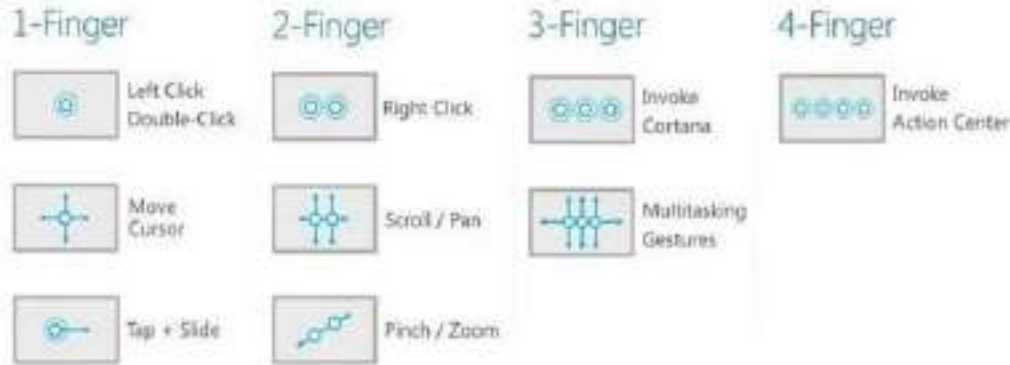 1-Finger
Left Click
Double-Click
Move
Cursor
Tap + Slide
2-Finger
Right Click
Scroll / Pan
Pinch / Zoom
3-Finger
Invoke
Cortana
Multitasking
Gestures
4-Finger
Invoke
Action Center